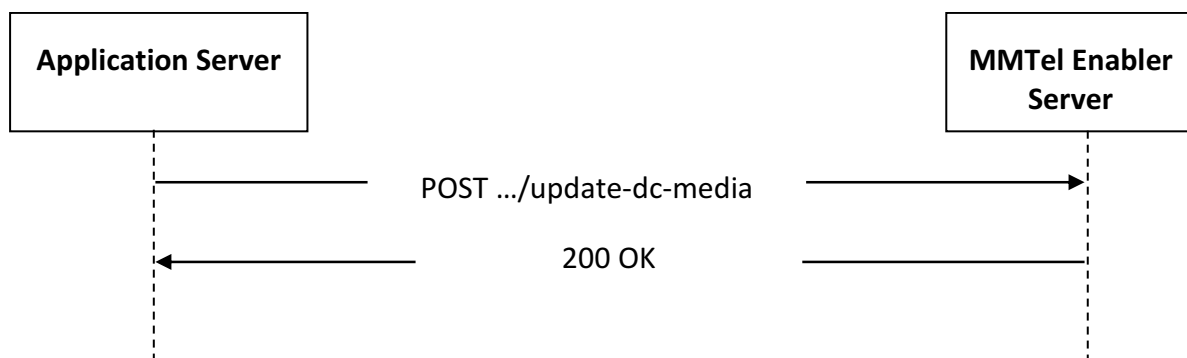 Application Server
MMTel Enabler
Server
POST .../update-dc-media
200 OK